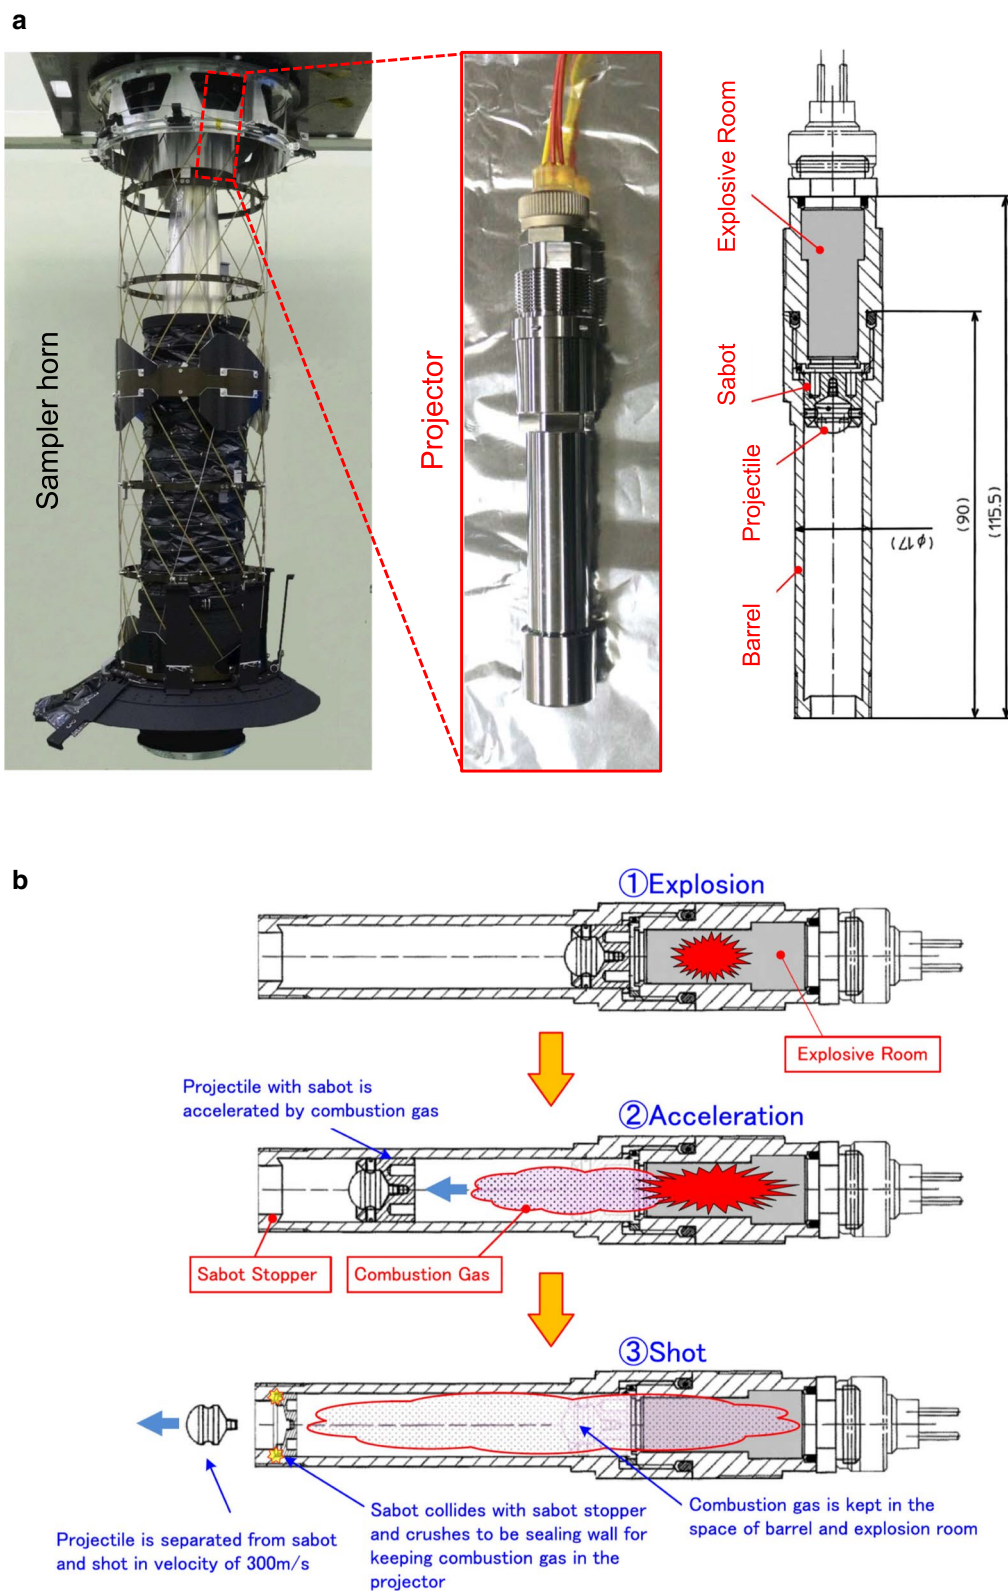 a
Sampler horn
Projector
Explosive Room
Sabot
Projectile
Barrel
(φ17)
(90)
(115.5)
b
①Explosion
Explosive Room
Projectile with sabot is
accelerated by combustion gas
②Acceleration
Sabot Stopper
Combustion Gas
③Shot
Projectile is separated from sabot
and shot in velocity of 300m/s
Sabot collides with sabot stopper
and crushes to be sealing wall for
keeping combustion gas in the
projector
Combustion gas is kept in the
space of barrel and explosion room